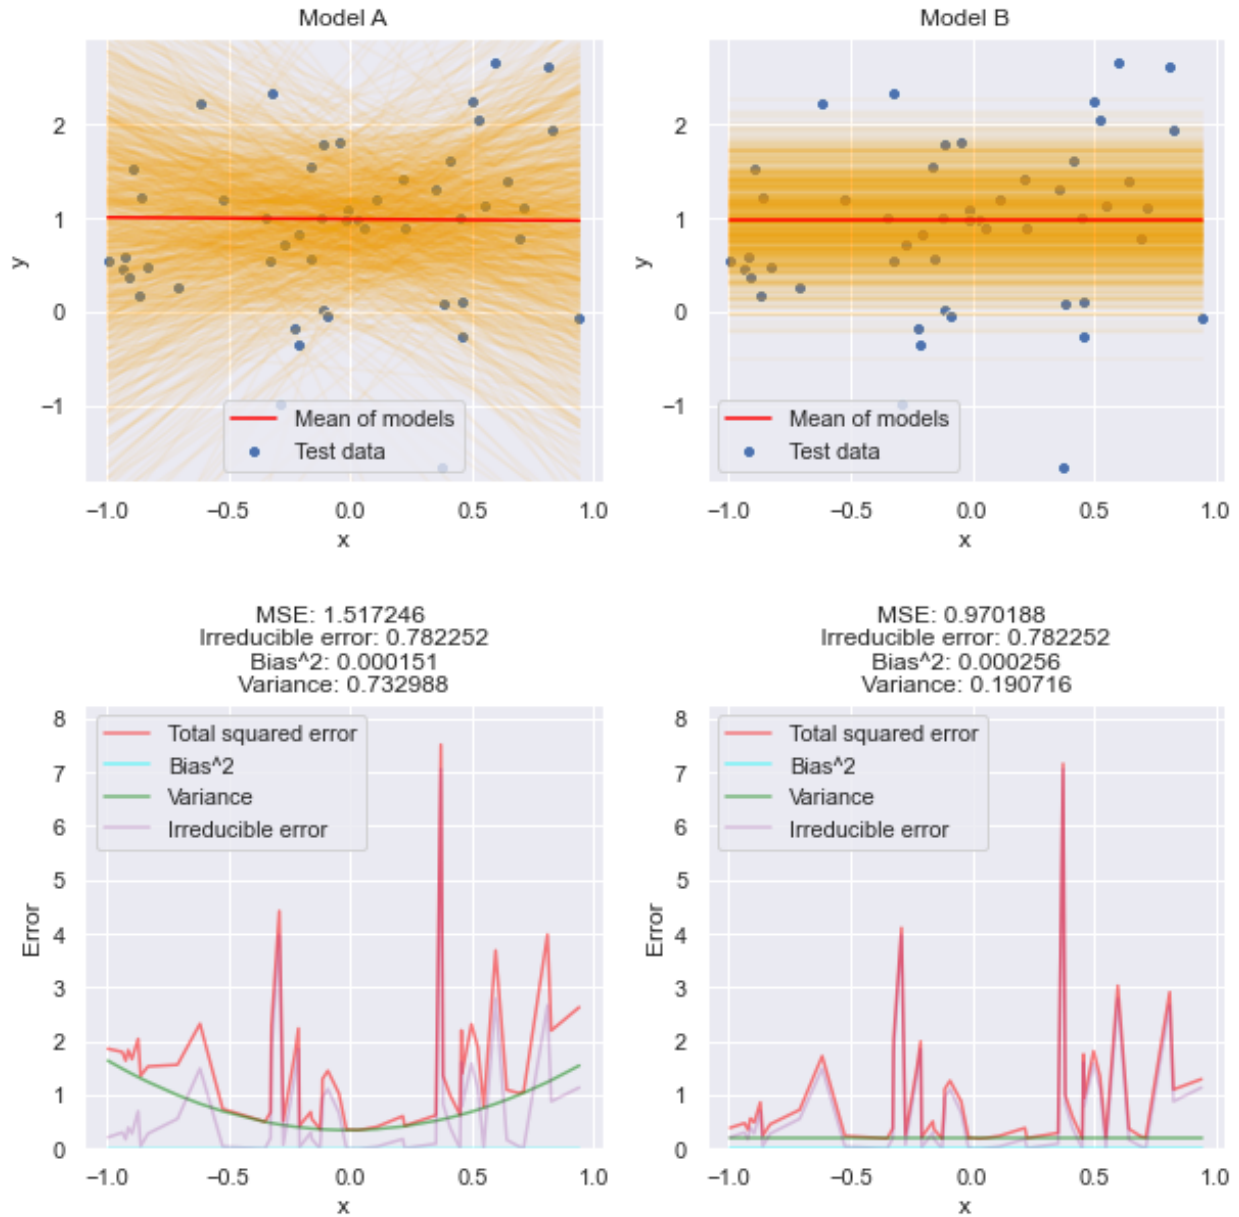 Model A
Model B
2
1
0
−1
y
Mean of models
Test data
−1.0 −0.5 0.0 0.5 1.0
x
2
1
0
−1
y
Mean of models
Test data
−1.0 −0.5 0.0 0.5 1.0
x
MSE: 1.517246
Irreducible error: 0.782252
Bias^2: 0.000151
Variance: 0.732988
8
7
6
5
4
3
2
1
0
Error
Total squared error
Bias^2
Variance
Irreducible error
−1.0 −0.5 0.0 0.5 1.0
x
MSE: 0.970188
Irreducible error: 0.782252
Bias^2: 0.000256
Variance: 0.190716
8
7
6
5
4
3
2
1
0
Error
Total squared error
Bias^2
Variance
Irreducible error
−1.0 −0.5 0.0 0.5 1.0
x